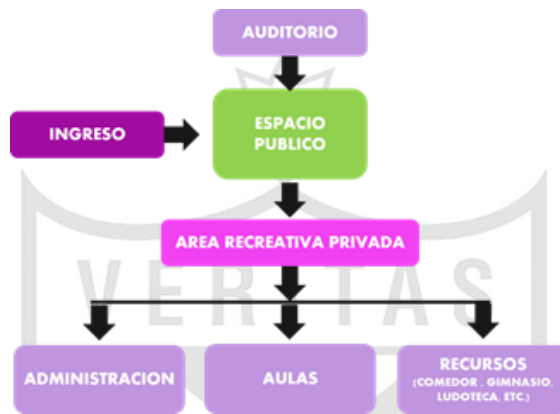 AUDITORIO
INGRESO
ESPACIO
PUBLICO
AREA RECREATIVA PRIVADA
VERITAS
ADMINISTRACION
AULAS
RECURSOS
(COMEDOR , GIMNASIO,
LUDOTECA, ETC.)